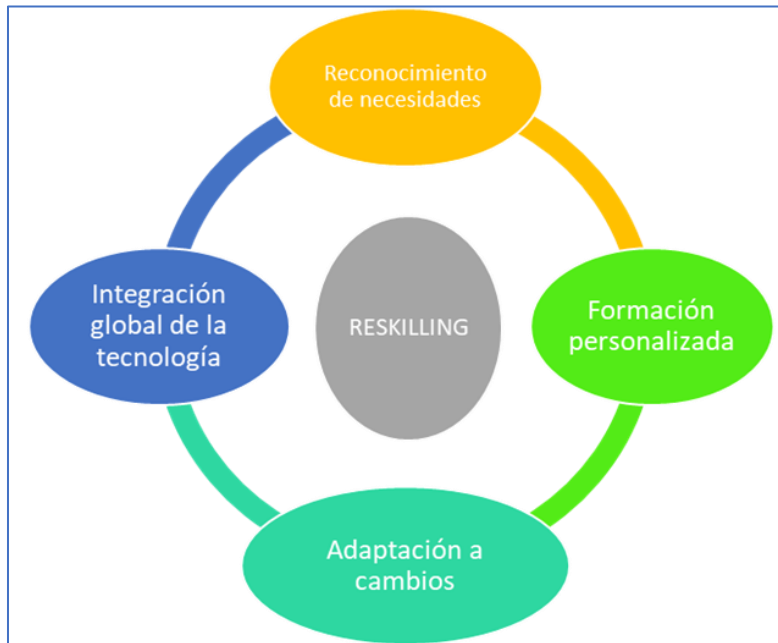 Reconocimiento
de necesidades
Integración
global de la
tecnología
RESKILLING
Formación
personalizada
Adaptación a
cambios